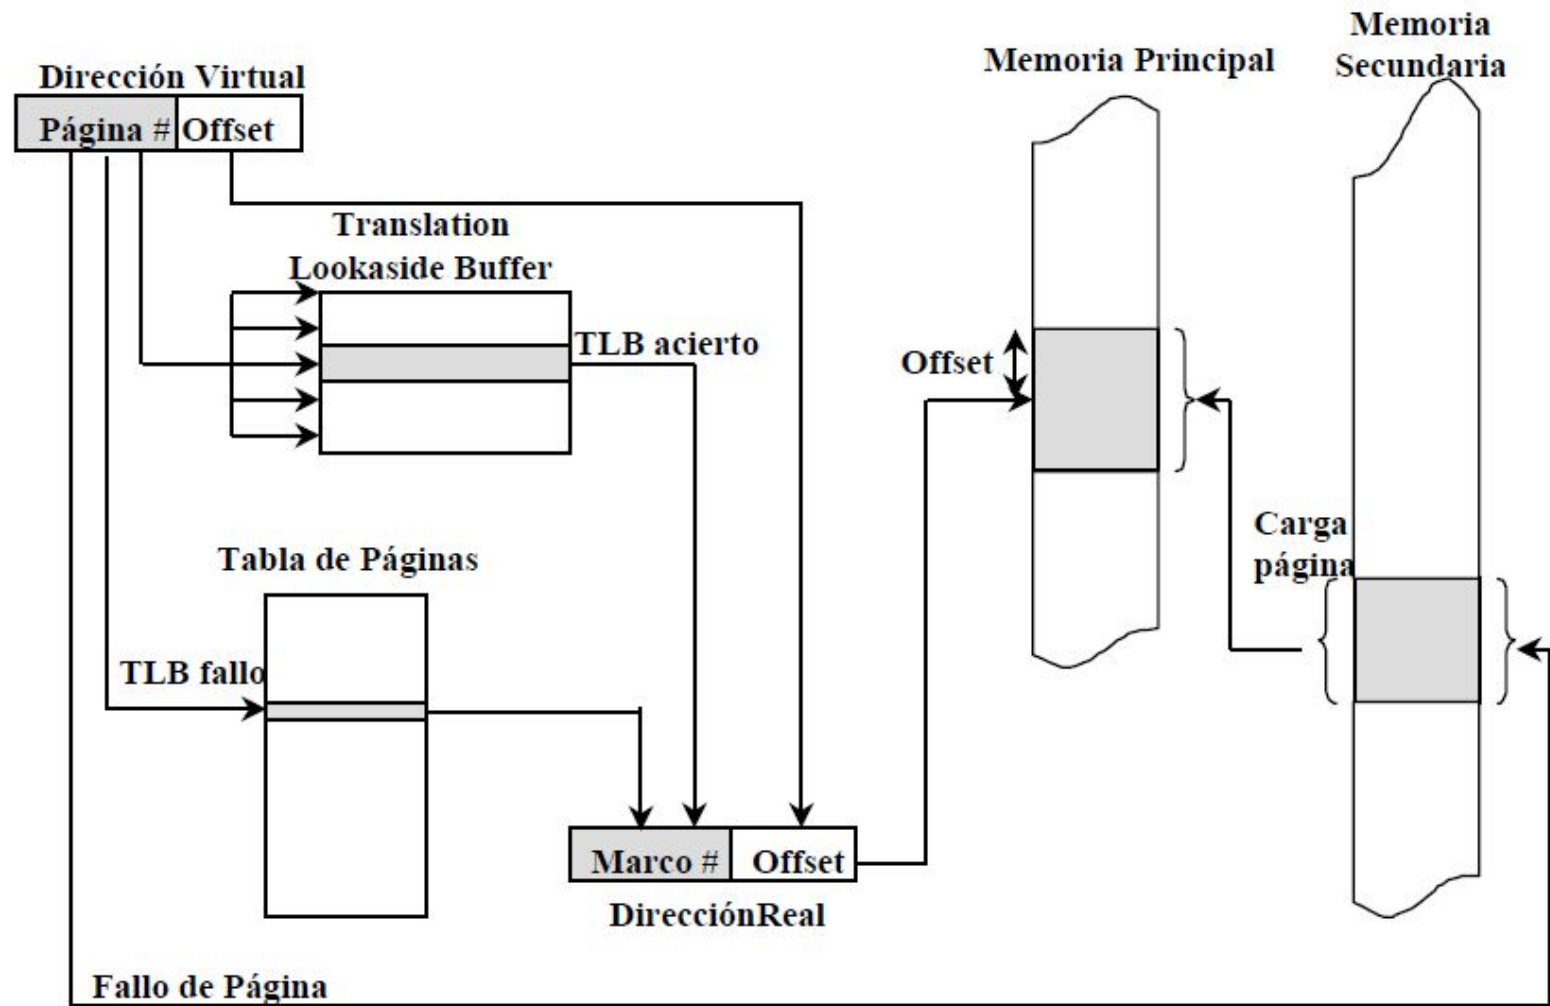 Dirección Virtual
Página # Offset
Translation
Lookaside Buffer
TLB acierto
Tabla de Páginas
TLB fallo
Marco # Offset
DirecciónReal
Fallo de Página
Memoria Principal
Offset
Memoria
Secundaria
Carga
página